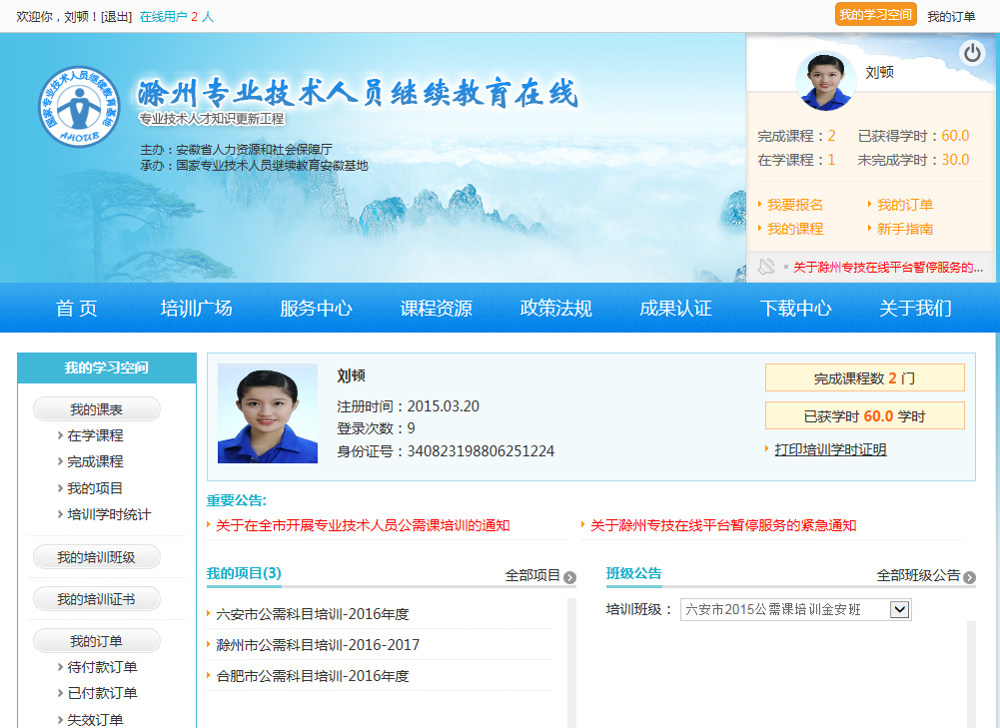 欢迎你，刘顿！[退出] 在线用户 2 人
我的学习空间 我的订单
国家专业技术人员继续教育基地
AHOUB
滁州专业技术人员继续教育在线
专业技术人才知识更新工程
主办：安徽省人力资源和社会保障厅
承办：国家专业技术人员继续教育安徽基地
刘顿
完成课程：2 已获得学时：60.0
在学课程：1 未完成学时：30.0
我要报名 我的订单
我的课程 新手指南
关于滁州专技在线平台暂停服务的...
首 页 培训广场 服务中心 课程资源 政策法规 成果认证 下载中心 关于我们
我的学习空间
我的课表
在学课程
完成课程
我的项目
培训学时统计
我的培训班级
我的培训证书
我的订单
待付款订单
已付款订单
失效订单
刘顿
注册时间：2015.03.20
登录次数：9
身份证号：340823198806251224
完成课程数 2 门
已获学时 60.0 学时
打印培训学时证明
重要公告:
关于在全市开展专业技术人员公需课培训的通知
关于滁州专技在线平台暂停服务的紧急通知
我的项目(3) 全部项目
六安市公需科目培训-2016年度
滁州市公需科目培训-2016-2017
合肥市公需科目培训-2016年度
班级公告 全部班级公告
培训班级： 六安市2015公需课培训金安班